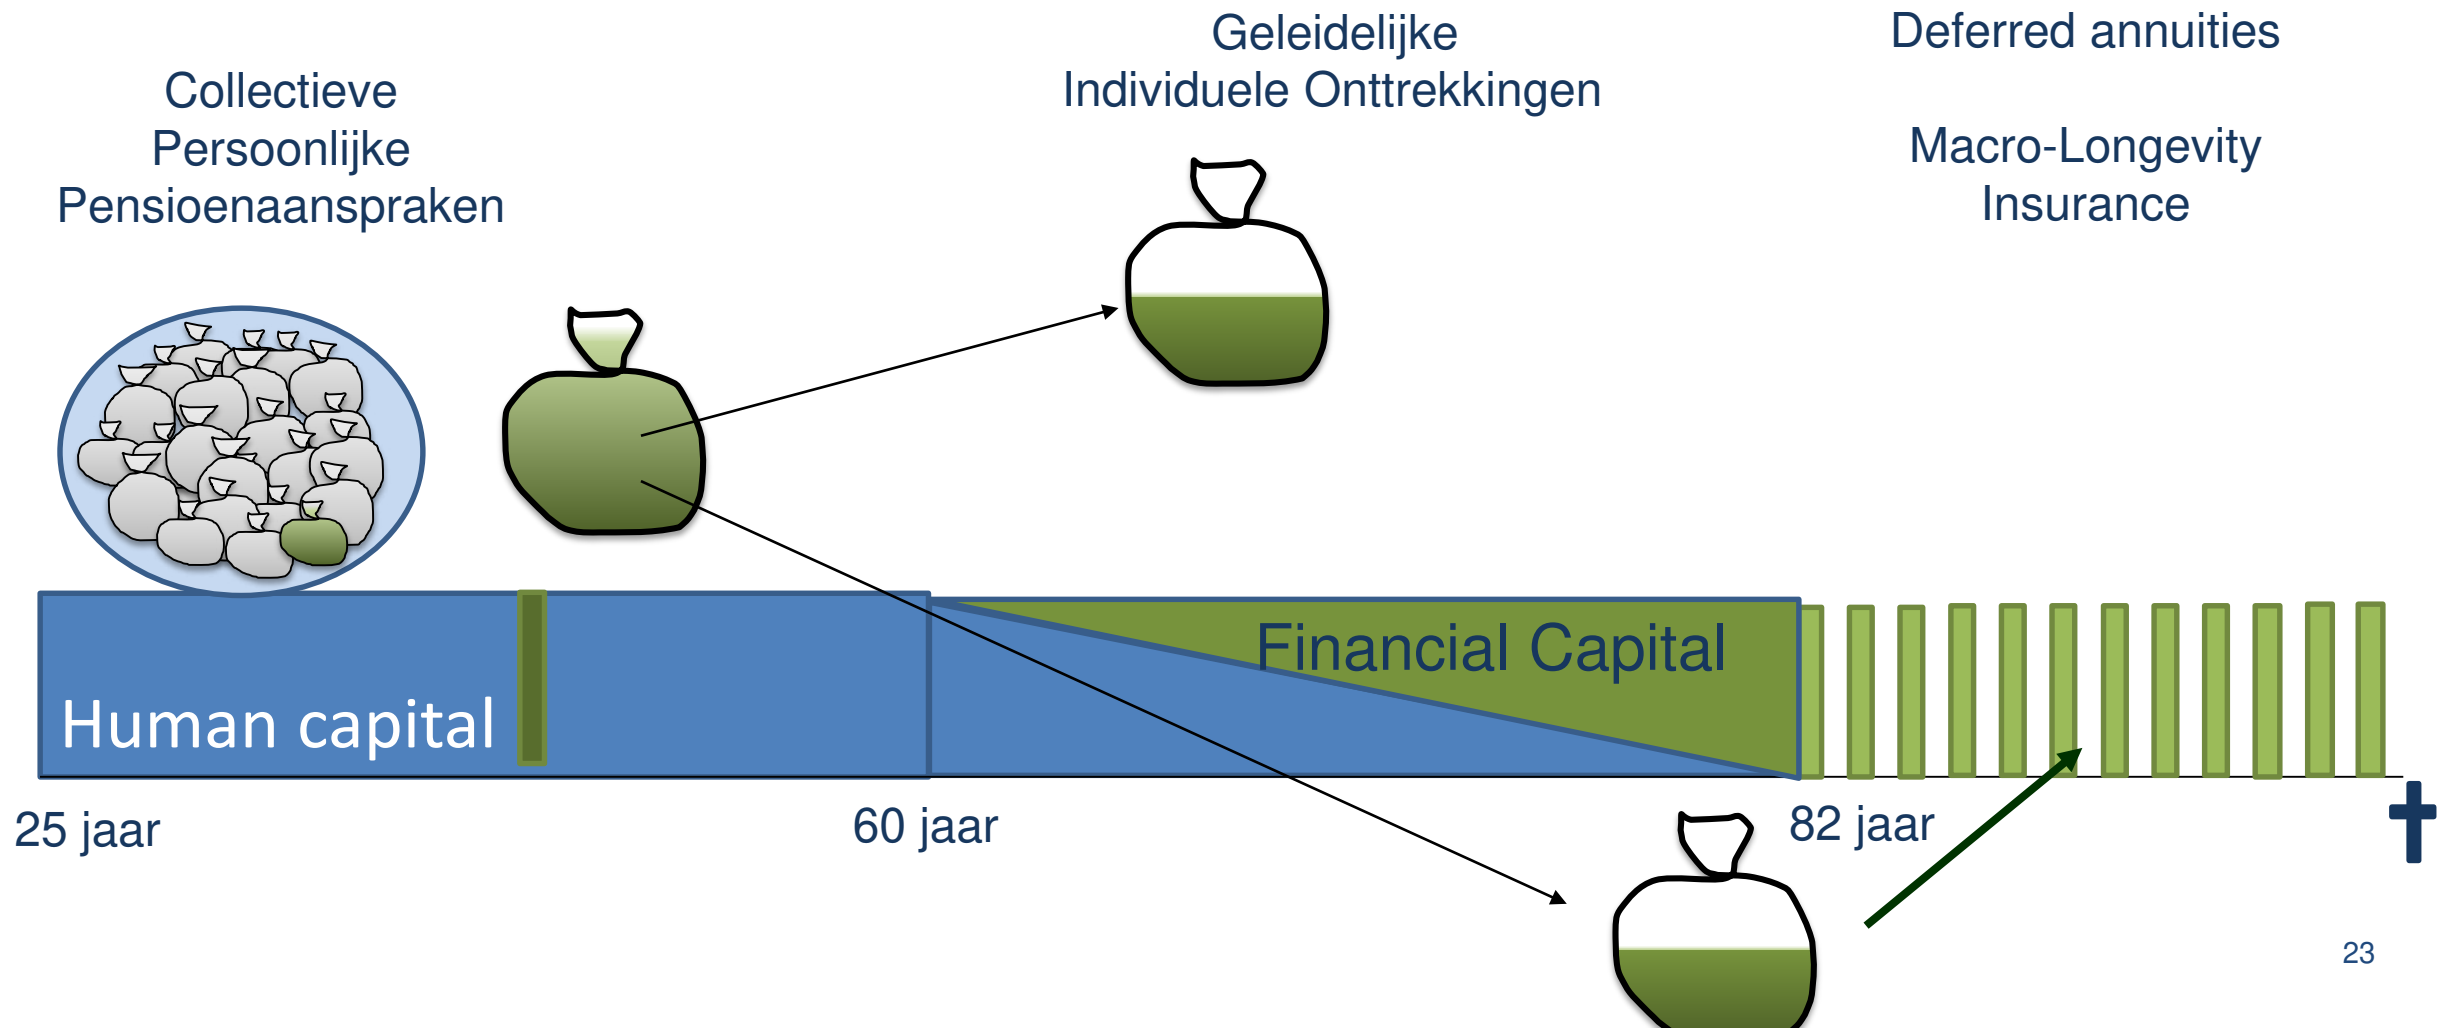 Collectieve
Persoonlijke
Pensioenaanspraken
Geleidelijke
Individuele Onttrekkingen
Deferred annuities
Macro-Longevity
Insurance
Financial Capital
Human capital
25 jaar
60 jaar
82 jaar
23